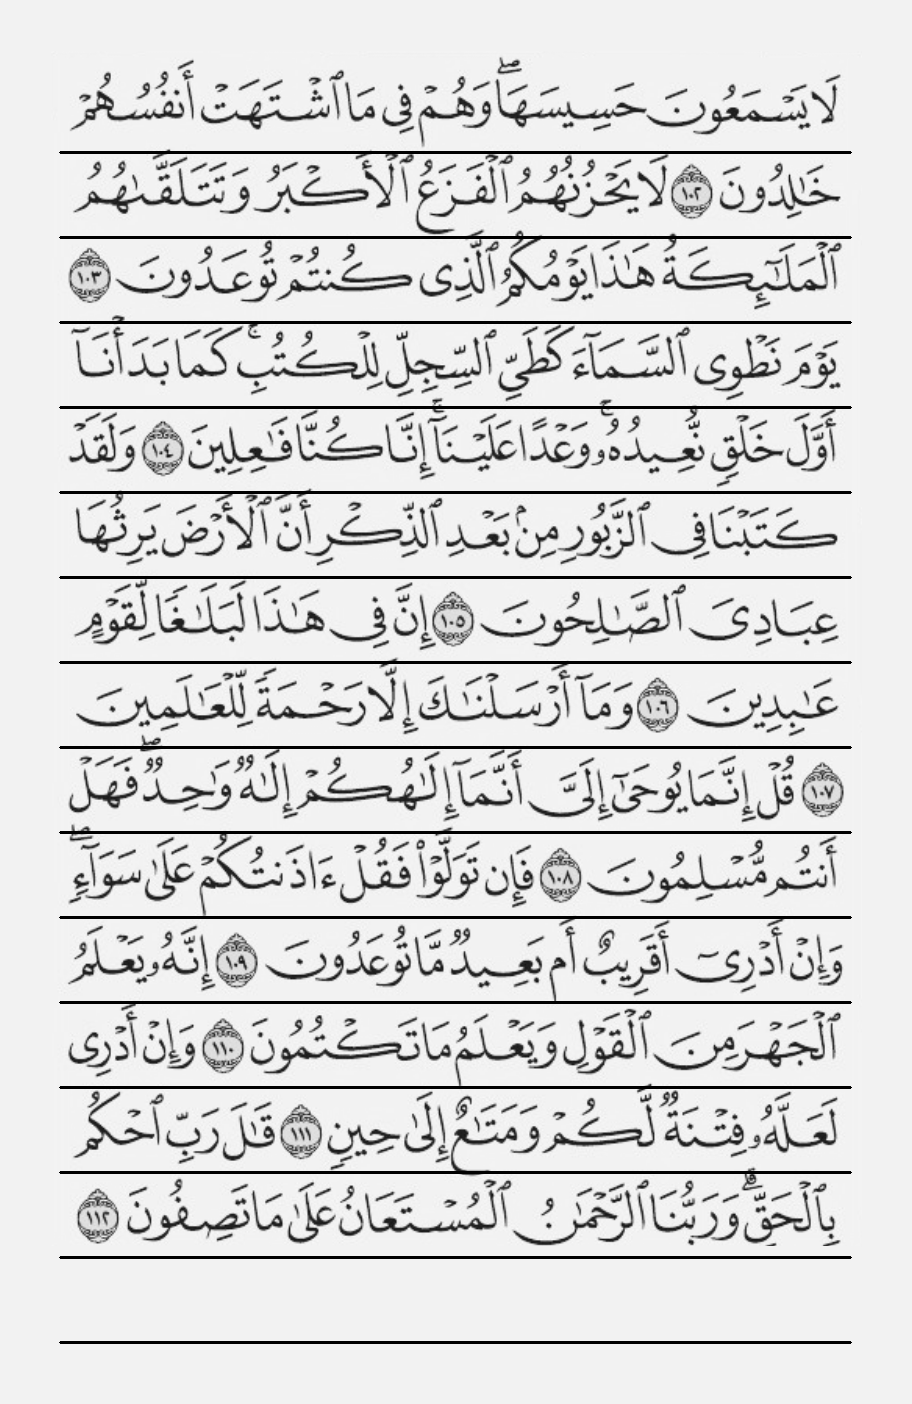 لَا يَسْمَعُونَ حَسِيسَهَا ۖ وَهُمْ فِى مَا ٱشْتَهَتْ أَنفُسُهُمْ
خَـٰلِدُونَ ١٠٢ لَا يَحْزُنُهُمُ ٱلْفَزَعُ ٱلْأَكْبَرُ وَتَتَلَقَّىٰهُمُ
ٱلْمَلَـٰٓئِكَةُ هَـٰذَا يَوْمُكُمُ ٱلَّذِى كُنتُمْ تُوعَدُونَ ١٠٣
يَوْمَ نَطْوِى ٱلسَّمَآءَ كَطَىِّ ٱلسِّجِلِّ لِلْكُتُبِ ۚ كَمَا بَدَأْنَآ
أَوَّلَ خَلْقٍ نُّعِيدُهُۥ ۚ وَعْدًا عَلَيْنَآ ۚ إِنَّا كُنَّا فَـٰعِلِينَ ١٠٤ وَلَقَدْ
كَتَبْنَا فِى ٱلزَّبُورِ مِنۢ بَعْدِ ٱلذِّكْرِ أَنَّ ٱلْأَرْضَ يَرِثُهَا
عِبَادِىَ ٱلصَّـٰلِحُونَ ١٠٥ إِنَّ فِى هَـٰذَا لَبَلَـٰغًا لِّقَوْمٍ
عَـٰبِدِينَ ١٠٦ وَمَآ أَرْسَلْنَـٰكَ إِلَّا رَحْمَةً لِّلْعَـٰلَمِينَ
١٠٧ قُلْ إِنَّمَا يُوحَىٰٓ إِلَىَّ أَنَّمَآ إِلَـٰهُكُمْ إِلَـٰهٌ وَٰحِدٌ ۖ فَهَلْ
أَنتُم مُّسْلِمُونَ ١٠٨ فَإِن تَوَلَّوْا۟ فَقُلْ ءَاذَنتُكُمْ عَلَىٰ سَوَآءٍ ۖ
وَإِنْ أَدْرِىٓ أَقَرِيبٌ أَم بَعِيدٌ مَّا تُوعَدُونَ ١٠٩ إِنَّهُۥ يَعْلَمُ
ٱلْجَهْرَ مِنَ ٱلْقَوْلِ وَيَعْلَمُ مَا تَكْتُمُونَ ١١٠ وَإِنْ أَدْرِى
لَعَلَّهُۥ فِتْنَةٌ لَّكُمْ وَمَتَـٰعٌ إِلَىٰ حِينٍ ١١١ قَـٰلَ رَبِّ ٱحْكُم
بِٱلْحَقِّ ۗ وَرَبُّنَا ٱلرَّحْمَـٰنُ ٱلْمُسْتَعَانُ عَلَىٰ مَا تَصِفُونَ ١١٢